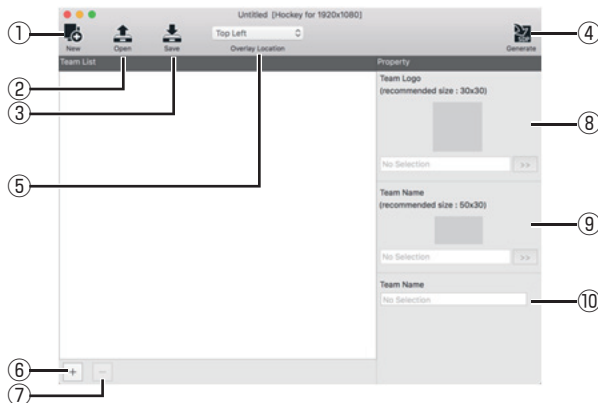 Untitled [Hockey for 1920x1080]
① New
Open
Save
Top Left
Overlay Location
Generate ④
②
③
Team List
Property
Team Logo
(recommended size : 30x30)
⑧
No Selection >>
⑤
Team Name
(recommended size : 50x30)
⑨
No Selection >>
Team Name
No Selection ⑩
⑥ +
⑦ −